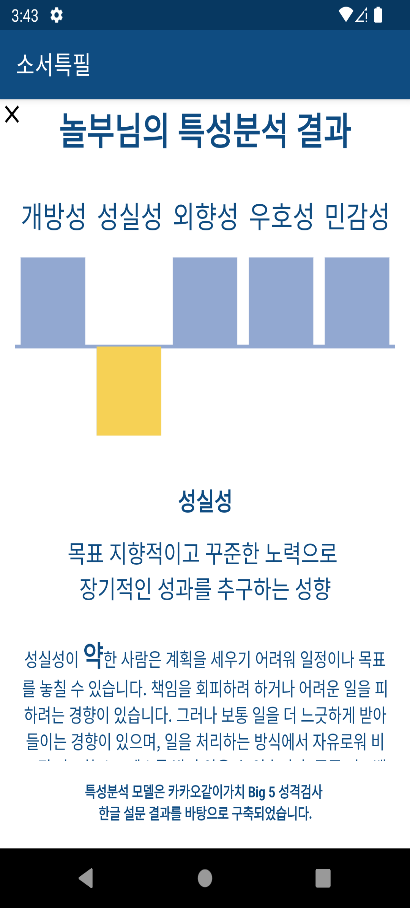 3:43
소서특필
놀부님의 특성분석 결과
개방성 성실성 외향성 우호성 민감성
성실성
목표 지향적이고 꾸준한 노력으로
장기적인 성과를 추구하는 성향
성실성이 약한 사람은 계획을 세우기 어려워 일정이나 목표
를 놓칠 수 있습니다. 책임을 회피하려 하거나 어려운 일을 피
하려는 경향이 있습니다. 그러나 보통 일을 더 느긋하게 받아
들이는 경향이 있으며, 일을 처리하는 방식에서 자유로워 비
특성분석 모델은 카카오같이가치 Big 5 성격검사
한글 설문 결과를 바탕으로 구축되었습니다.